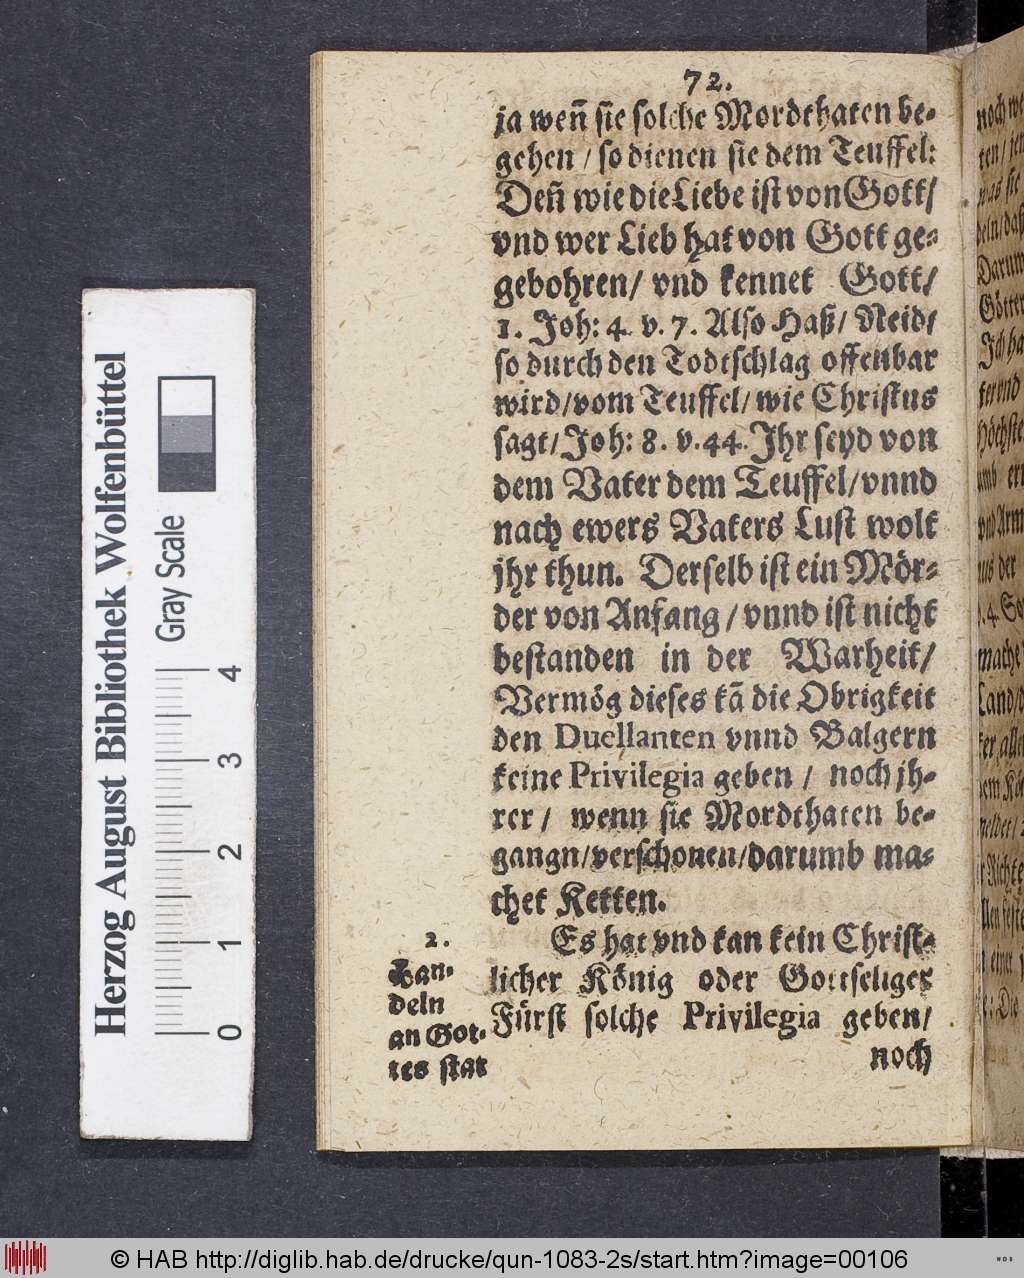 72.
ja weñ sie solche Mordthaten be-
gehen / so dienen sie dem Teuffel:
Deñ wie die Liebe ist von Gott/
vnd wer Lieb hat von Gott ge-
gebohren/ vnd kennet Gott/
1. Joh: 4. v. 7. Also Haß/ Neid/
so durch den Todtschlag offenbar
wird/vom Teuffel/ wie Christus
sagt/ Joh: 8. v. 44. Ihr seyd von
dem Vater dem Teuffel/ vnnd
nach ewers Vaters Lust wolt
jhr thun. Derselb ist ein Mör-
der von Anfang / vnnd ist nicht
bestanden in der Warheit/
Vermög dieses kã die Obrigkeit
den Duellanten vnnd Balgern
keine Privilegia geben / noch jh-
rer / wenn sie Mordthaten be-
gangn/verschonen/darumb ma-
chet Ketten.
2.
deln
an Got-
tes stat
Es hat vnd kan kein Christ-
licher König oder Gottseliger
Fürst solche Privilegia geben/
noch
Herzog August Bibliothek Wolfenbüttel
Gray Scale
0 1 2 3 4
© HAB http://diglib.hab.de/drucke/qun-1083-2s/start.htm?image=00106